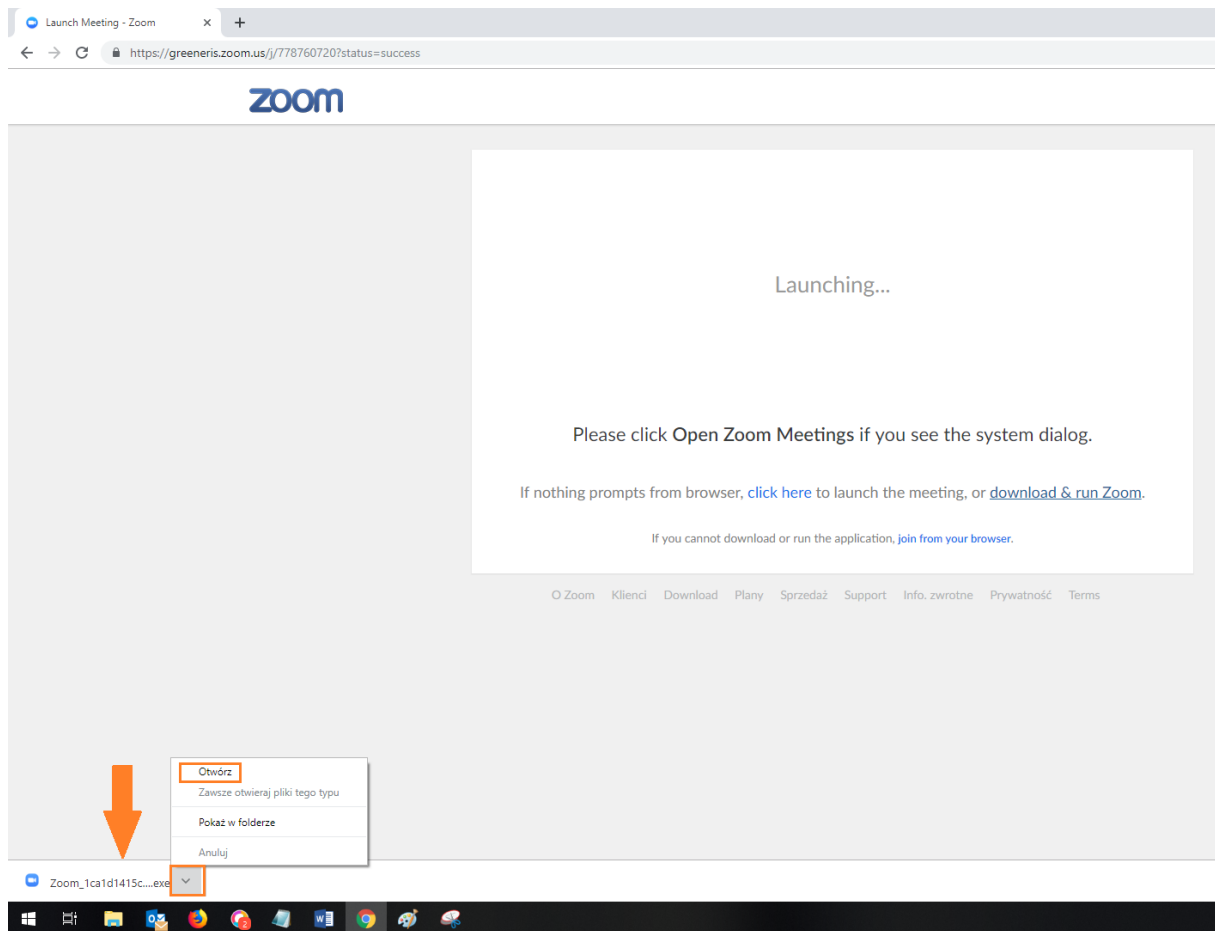 Launch Meeting - Zoom
https://greeneris.zoom.us/j/778760720?status=success
zoom
Launching...
Please click Open Zoom Meetings if you see the system dialog.
If nothing prompts from browser, click here to launch the meeting, or download & run Zoom.
If you cannot download or run the application, join from your browser.
O Zoom Klienci Download Plany Sprzedaż Support Info. zwrotne Prywatność Terms
Otwórz
Zawsze otwieraj pliki tego typu
Pokaż w folderze
Anuluj
Zoom_1ca1d1415c....exe